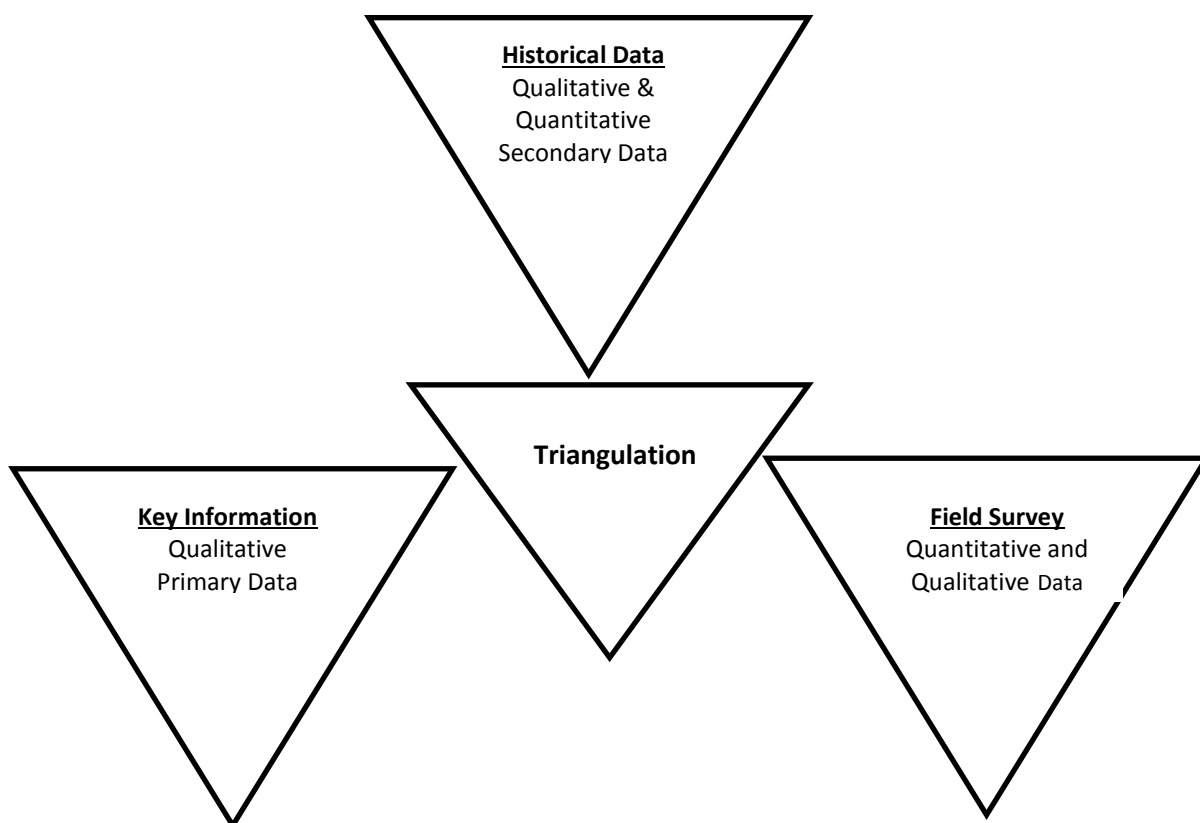 Historical Data
Qualitative &
Quantitative
Secondary Data
Triangulation
Key Information
Qualitative
Primary Data
Field Survey
Quantitative and
Qualitative Data